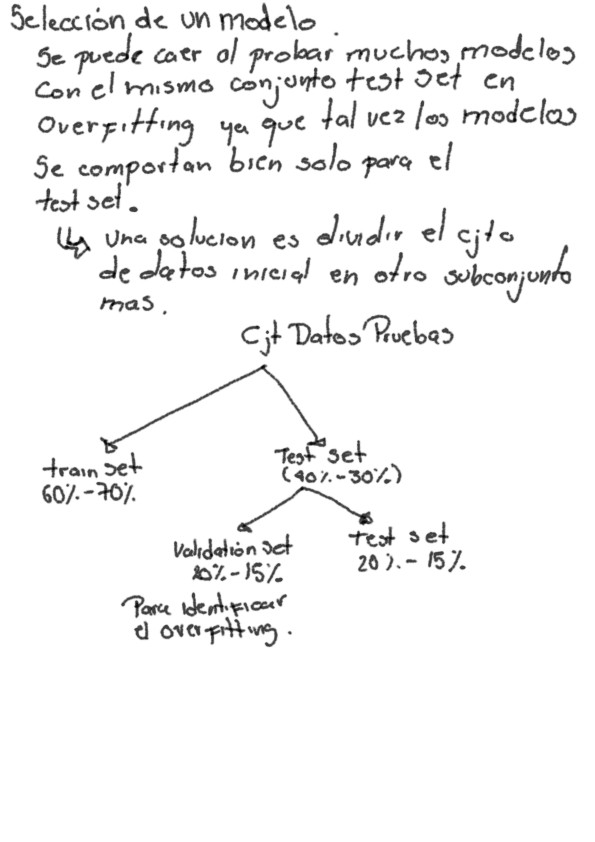 Selección de un modelo.
Se puede caer al probar muchos modelos
Con el mismo conjunto test set en
Overfitting ya que tal vez los modelos
Se comportan bien solo para el
test set.
↳ Una solucion es dividir el cjto
de datos inicial en otro subconjunto
mas.
Cjt Datos Pruebas
train set
60%-70%
Test set
(40%-30%)
Validation set
20%-15%
test set
20%-15%
Para identificar
el overfitting.